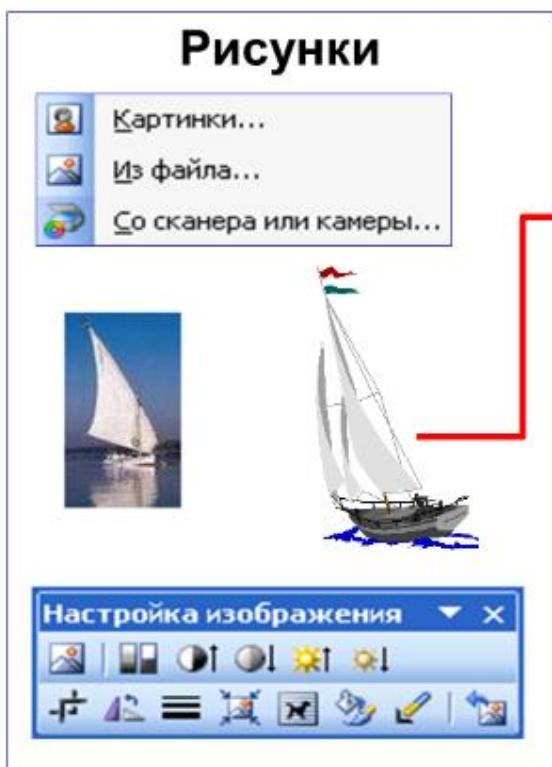 Рисунки
Картинки...
Из файла...
Со сканера или камеры...
Настройка изображения